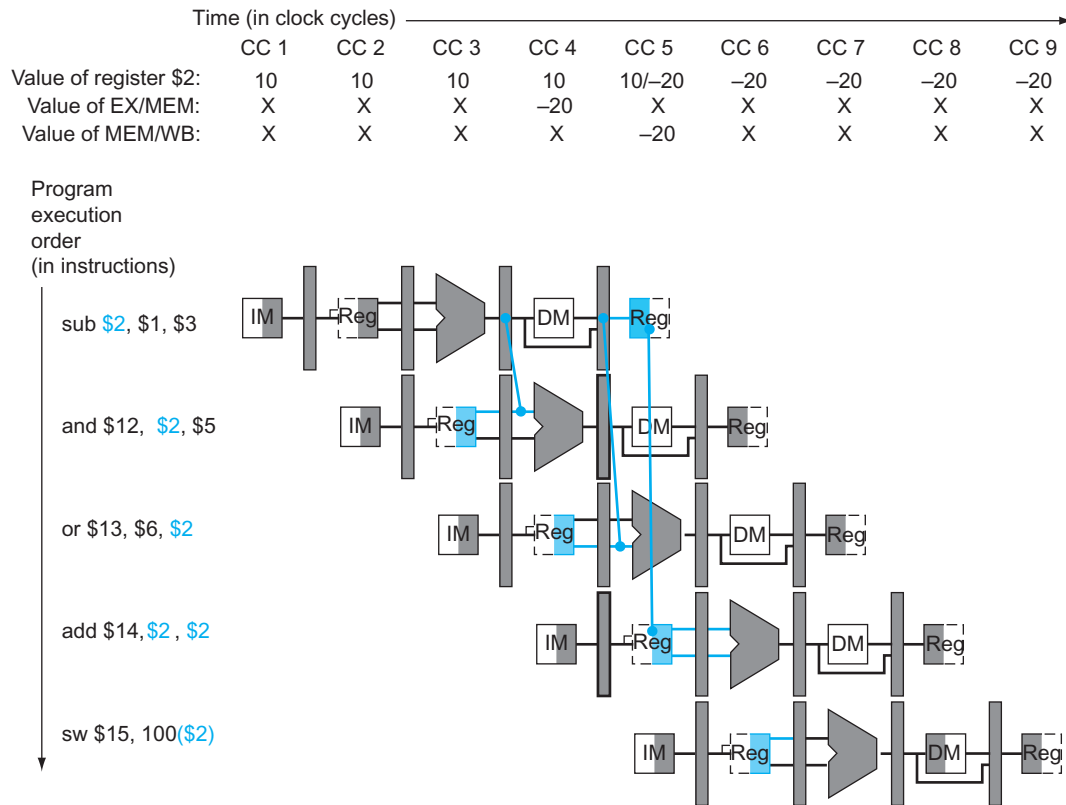 Time (in clock cycles)
CC 1 CC 2 CC 3 CC 4 CC 5 CC 6 CC 7 CC 8 CC 9
Value of register $2: 10 10 10 10 10/–20 –20 –20 –20 –20
Value of EX/MEM: X X X –20 X X X X X
Value of MEM/WB: X X X X –20 X X X X
Program
execution
order
(in instructions)
sub $2, $1, $3 IM Reg DM Reg
and $12, $2, $5 IM Reg DM Reg
or $13, $6, $2 IM Reg DM Reg
add $14,$2 , $2 IM Reg DM Reg
sw $15, 100($2) IM Reg DM Reg